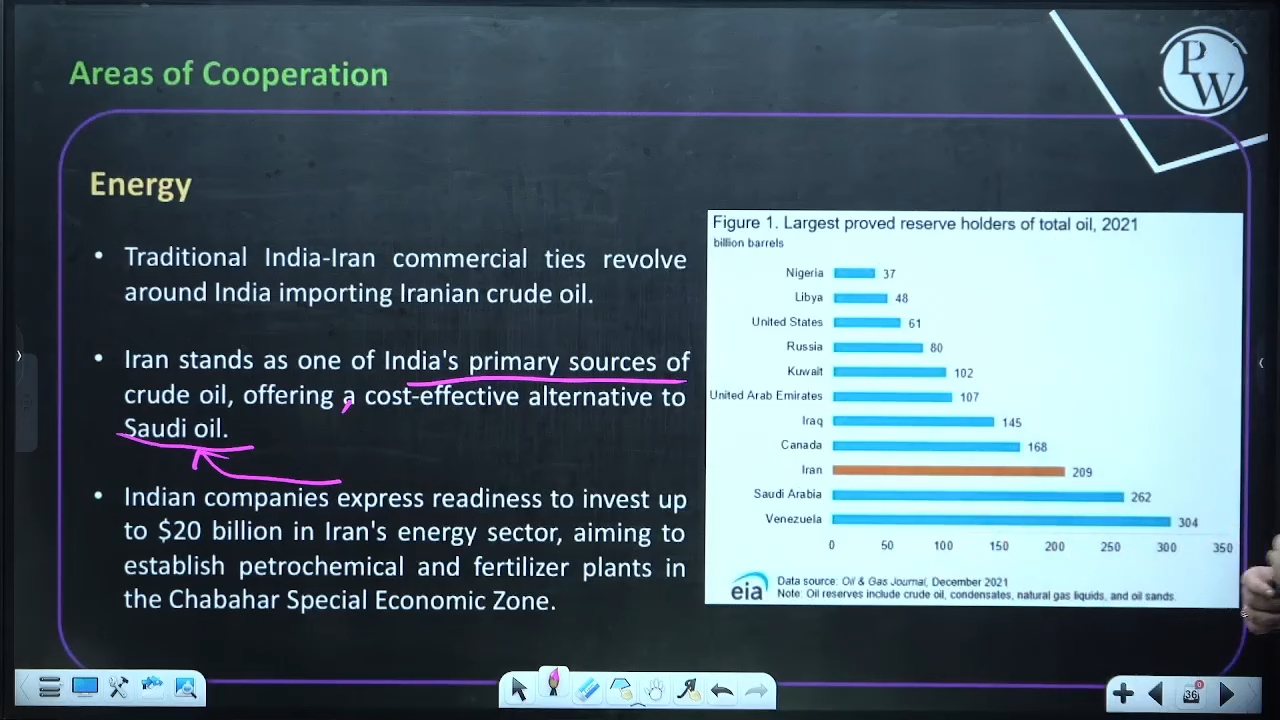 Areas of Cooperation
PW
Energy
• Traditional India-Iran commercial ties revolve
around India importing Iranian crude oil.
• Iran stands as one of India's primary sources of
crude oil, offering a cost-effective alternative to
Saudi oil.
• Indian companies express readiness to invest up
to $20 billion in Iran's energy sector, aiming to
establish petrochemical and fertilizer plants in
the Chabahar Special Economic Zone.
Figure 1. Largest proved reserve holders of total oil, 2021
billion barrels
Nigeria 37
Libya 48
United States 61
Russia 80
Kuwait 102
United Arab Emirates 107
Iraq 145
Canada 168
Iran 209
Saudi Arabia 262
Venezuela 304
0 50 100 150 200 250 300 350
eia
Data source: Oil & Gas Journal, December 2021
Note: Oil reserves include crude oil, condensates, natural gas liquids, and oil sands.
36